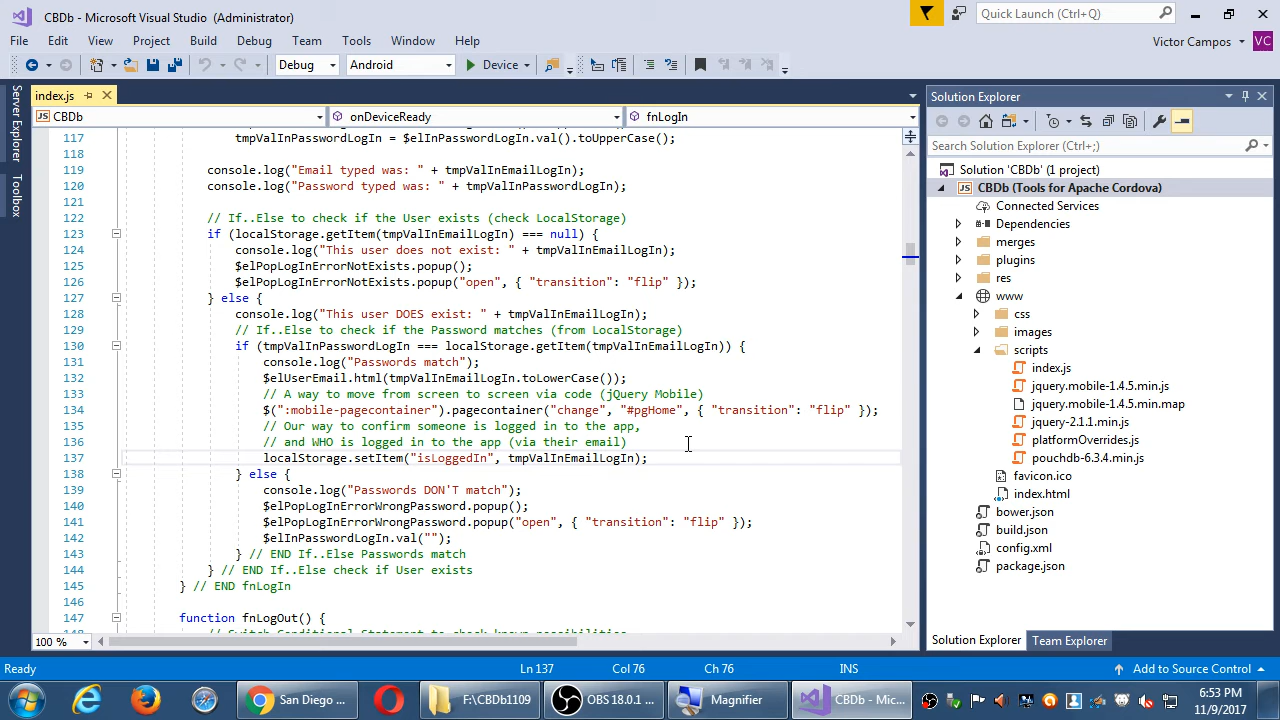 CBDb - Microsoft Visual Studio (Administrator)
Quick Launch (Ctrl+Q)
File Edit View Project Build Debug Team Tools Window Help
Victor Campos VC
Debug Android Device
Server Explorer
Toolbox
index.js
CBDb onDeviceReady fnLogIn
117 tmpValInPasswordLogIn = $elInPasswordLogIn.val().toUpperCase();
118
119 console.log("Email typed was: " + tmpValInEmailLogIn);
120 console.log("Password typed was: " + tmpValInPasswordLogIn);
121
122 // If..Else to check if the User exists (check LocalStorage)
123 if (localStorage.getItem(tmpValInEmailLogIn) === null) {
124 console.log("This user does not exist: " + tmpValInEmailLogIn);
125 $elPopLogInErrorNotExists.popup();
126 $elPopLogInErrorNotExists.popup("open", { "transition": "flip" });
127 } else {
128 console.log("This user DOES exist: " + tmpValInEmailLogIn);
129 // If..Else to check if the Password matches (from LocalStorage)
130 if (tmpValInPasswordLogIn === localStorage.getItem(tmpValInEmailLogIn)) {
131 console.log("Passwords match");
132 $elUserEmail.html(tmpValInEmailLogIn.toLowerCase());
133 // A way to move from screen to screen via code (jQuery Mobile)
134 $(":mobile-pagecontainer").pagecontainer("change", "#pgHome", { "transition": "flip" });
135 // Our way to confirm someone is logged in to the app,
136 // and WHO is logged in to the app (via their email)
137 localStorage.setItem("isLoggedIn", tmpValInEmailLogIn);
138 } else {
139 console.log("Passwords DON'T match");
140 $elPopLogInErrorWrongPassword.popup();
141 $elPopLogInErrorWrongPassword.popup("open", { "transition": "flip" });
142 $elInPasswordLogIn.val("");
143 } // END If..Else Passwords match
144 } // END If..Else check if User exists
145 } // END fnLogIn
146
147 function fnLogOut() {
148 // Switch Conditional Statement to check known possibilities
100 %
Solution Explorer
Search Solution Explorer (Ctrl+;)
Solution 'CBDb' (1 project)
JS CBDb (Tools for Apache Cordova)
Connected Services
Dependencies
merges
plugins
res
www
css
images
scripts
index.js
jquery.mobile-1.4.5.min.js
jquery.mobile-1.4.5.min.map
jquery-2.1.1.min.js
platformOverrides.js
pouchdb-6.3.4.min.js
favicon.ico
index.html
bower.json
build.json
config.xml
package.json
Solution Explorer Team Explorer
Ready Ln 137 Col 76 Ch 76 INS Add to Source Control
San Diego ... F:\CBDb1109 OBS 18.0.1 ... Magnifier CBDb - Mic...
6:53 PM
11/9/2017